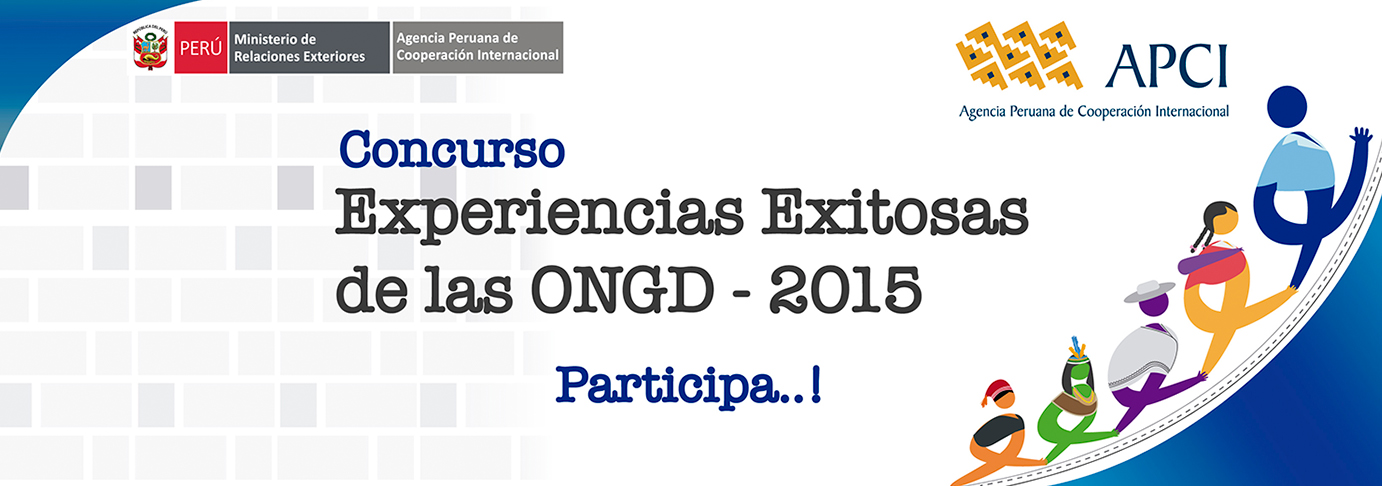 REPÚBLICA DEL PERÚ
PERÚ
Ministerio de
Relaciones Exteriores
Agencia Peruana de
Cooperación Internacional
APCI
Agencia Peruana de Cooperación Internacional
Concurso
Experiencias Exitosas
de las ONGD - 2015
Participa..!